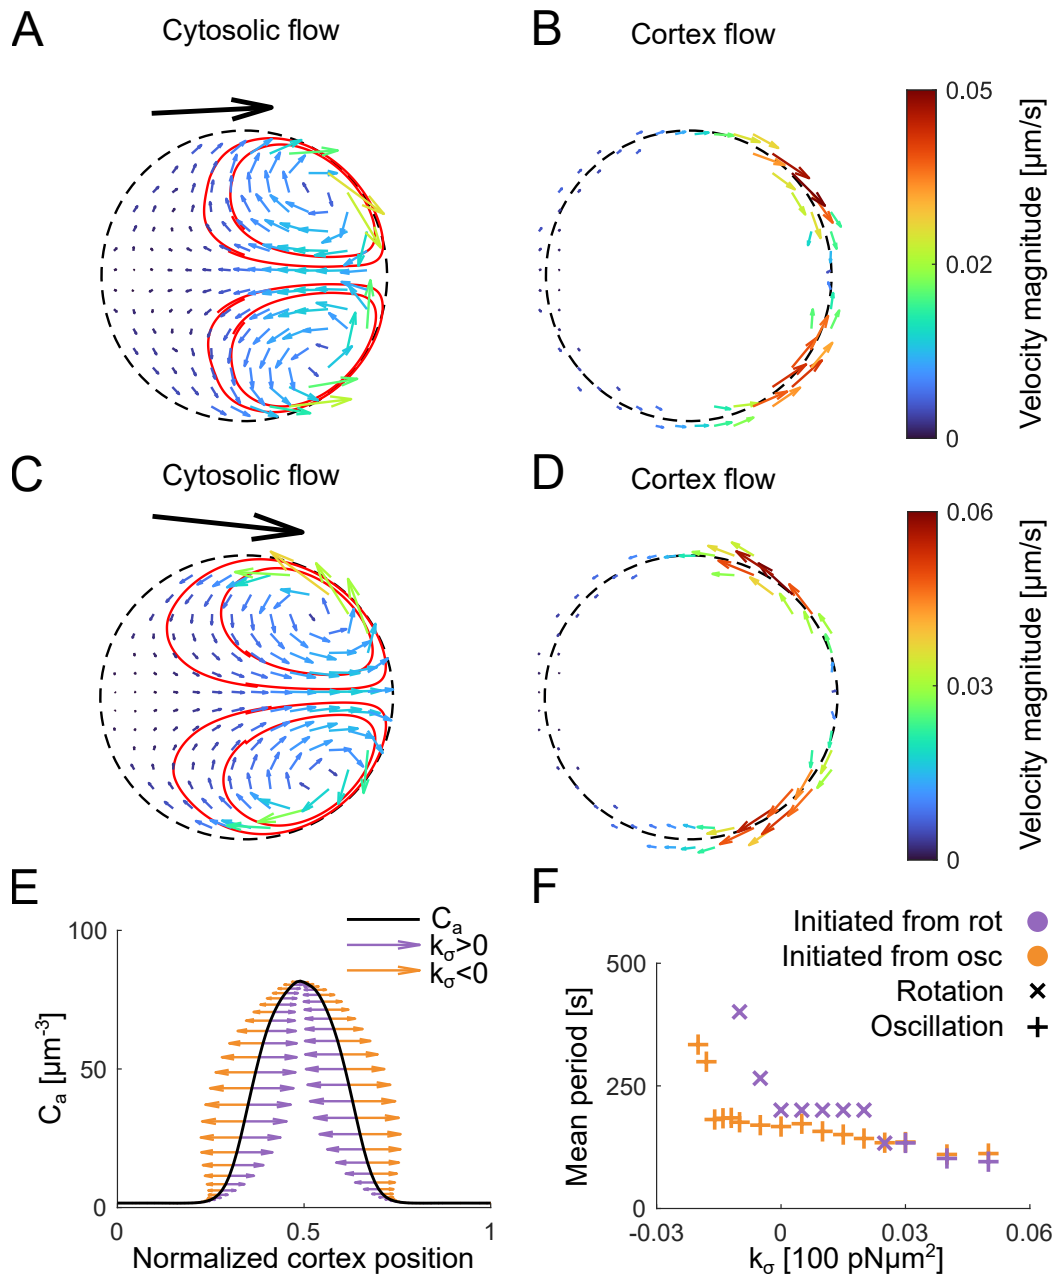 A
Cytosolic flow
B
Cortex flow
0.05
0.02
0
Velocity magnitude [µm/s]
C
Cytosolic flow
D
Cortex flow
0.06
0.03
0
Velocity magnitude [µm/s]
E
C_a
k_σ>0
k_σ<0
100
50
0
C_a [µm⁻³]
0
0.5
1
Normalized cortex position
F
Initiated from rot
Initiated from osc
Rotation
Oscillation
500
250
0
Mean period [s]
-0.03
0
0.03
0.06
k_σ [100 pNµm²]